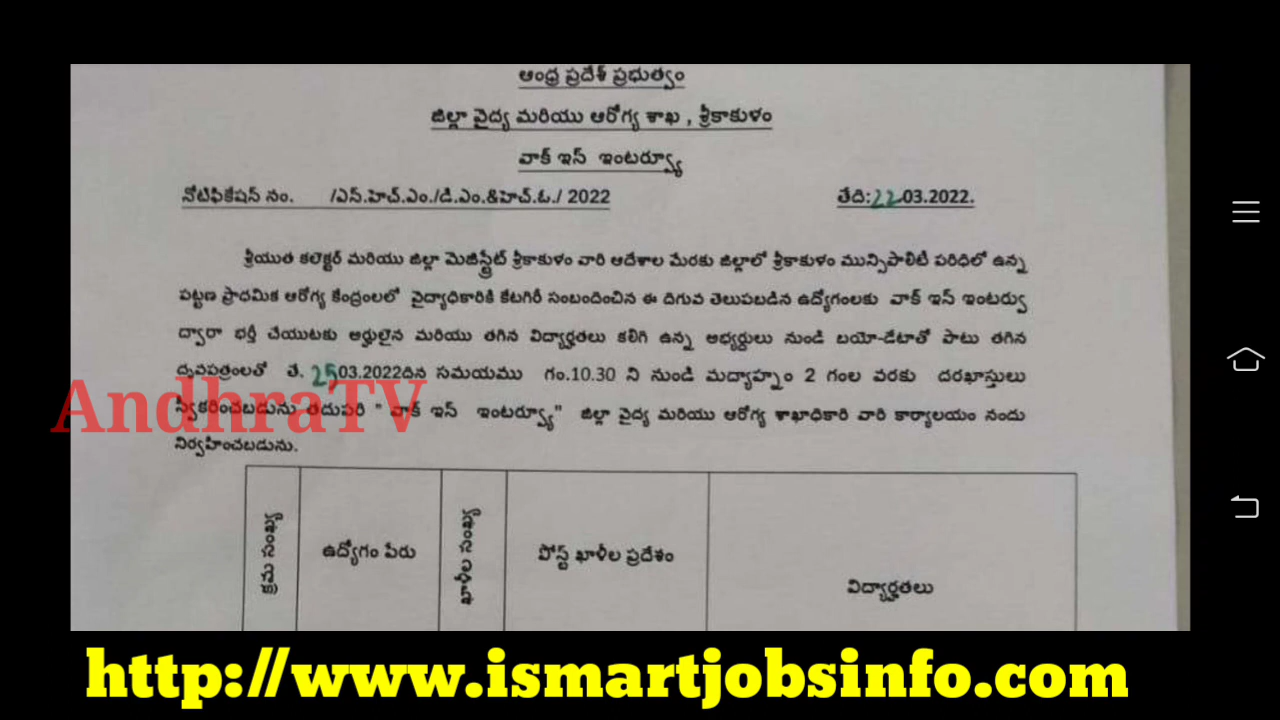 ఆంధ్ర ప్రదేశ్ ప్రభుత్వం
జిల్లా వైద్య మరియు ఆరోగ్య శాఖ , శ్రీకాకుళం
వాక్ ఇన్ ఇంటర్వ్యూ
నోటిఫికేషన్ నం. /ఎన్.హెచ్.ఎం./డి.ఎం.&హెచ్.ఓ./ 2022 తేది:22.03.2022.
శ్రీయుత కలెక్టర్ మరియు జిల్లా మెజిస్ట్రేట్ శ్రీకాకుళం వారి ఆదేశాల మేరకు జిల్లాలో శ్రీకాకుళం మున్సిపాలిటీ పరిధిలో ఉన్న
పట్టణ ప్రాధమిక ఆరోగ్య కేంద్రంలలో వైద్యాధికారికి కేటగిరీ సంబందించిన ఈ దిగువ తెలుపబడిన ఉద్యోగంలకు వాక్ ఇన్ ఇంటర్వు
ద్వారా భర్తీ చేయుటకు అర్హులైన మరియు తగిన విద్యార్హతలు కలిగి ఉన్న అభ్యర్ధులు నుండి బయో-డేటాతో పాటు తగిన
దృవపత్రంలతో తే. 25.03.2022దిన సమయము గం.10.30 ని నుండి మద్యాహ్నం 2 గంల వరకు దరఖాస్తులు
స్వీకరించబడును తదుపరి " వాక్ ఇన్ ఇంటర్వ్యూ" జిల్లా వైద్య మరియు ఆరోగ్య శాఖాధికారి వారి కార్యాలయం నందు
నిర్వహించబడును.
AndhraTV
క్రమ సంఖ్య
ఉద్యోగం పేరు
ఖాళీల సంఖ్య
పోస్ట్ ఖాళీల ప్రదేశం
విద్యార్హతలు
http://www.ismartjobsinfo.com